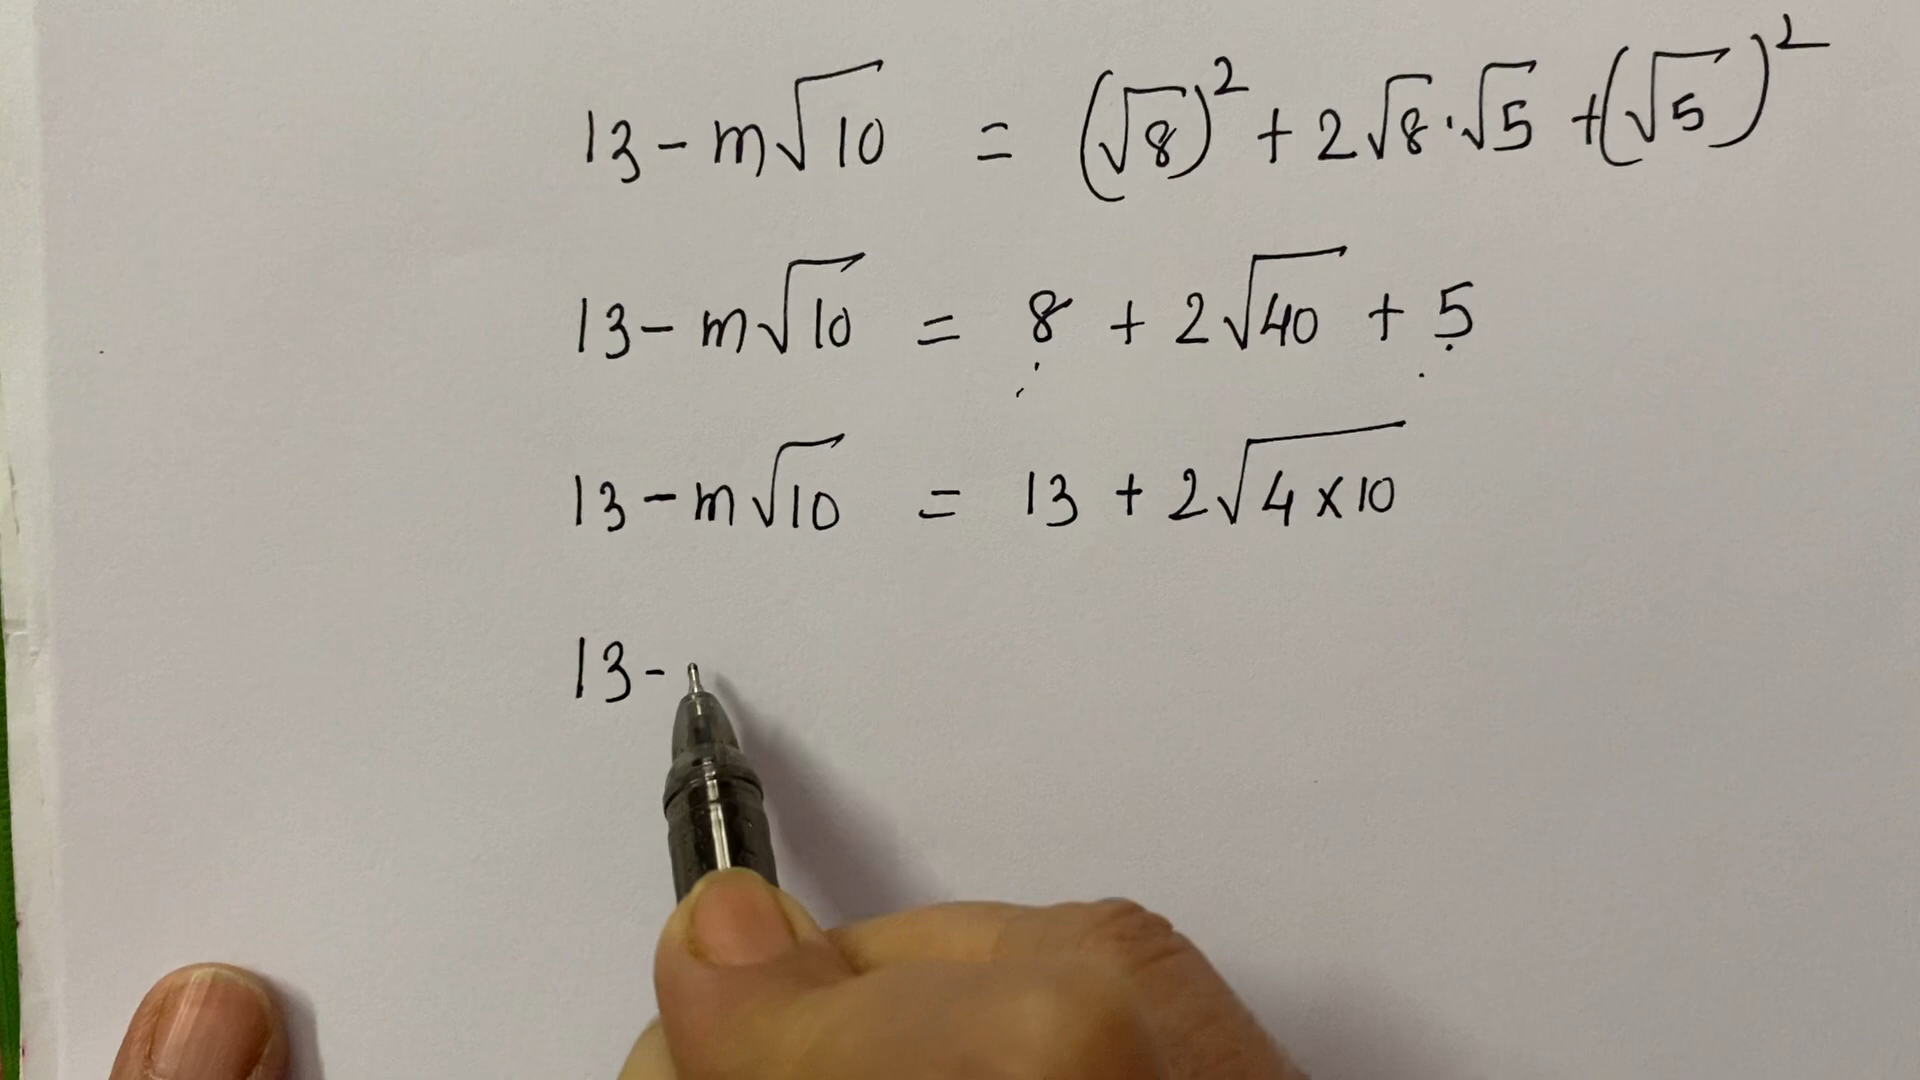 13 - m√10 = (√8)² + 2√8·√5 + (√5)²
13 - m√10 = 8 + 2√40 + 5
13 - m√10 = 13 + 2√4×10
13 -